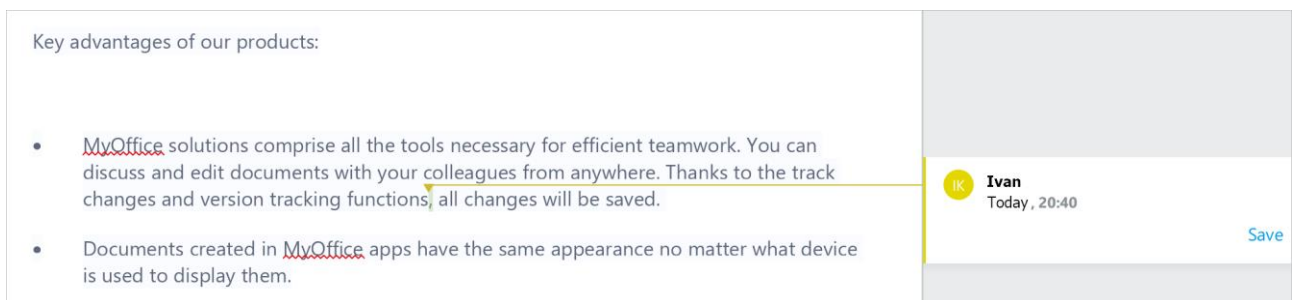 Key advantages of our products:
• MyOffice solutions comprise all the tools necessary for efficient teamwork. You can
discuss and edit documents with your colleagues from anywhere. Thanks to the track
changes and version tracking functions, all changes will be saved.
• Documents created in MyOffice apps have the same appearance no matter what device
is used to display them.
IK
Ivan
Today, 20:40
Save